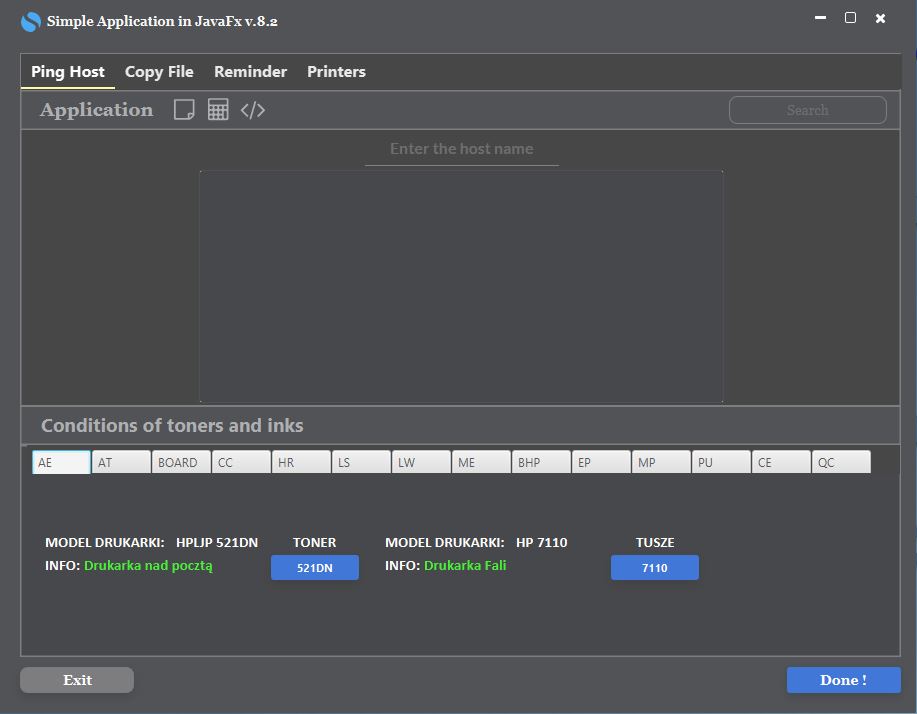 Simple Application in JavaFx v.8.2
Ping Host Copy File Reminder Printers
Application </> Search
Enter the host name
Conditions of toners and inks
AE AT BOARD CC HR LS LW ME BHP EP MP PU CE QC
MODEL DRUKARKI: HPLJP 521DN TONER MODEL DRUKARKI: HP 7110 TUSZE
INFO: Drukarka nad pocztą 521DN INFO: Drukarka Fali 7110
Exit Done !